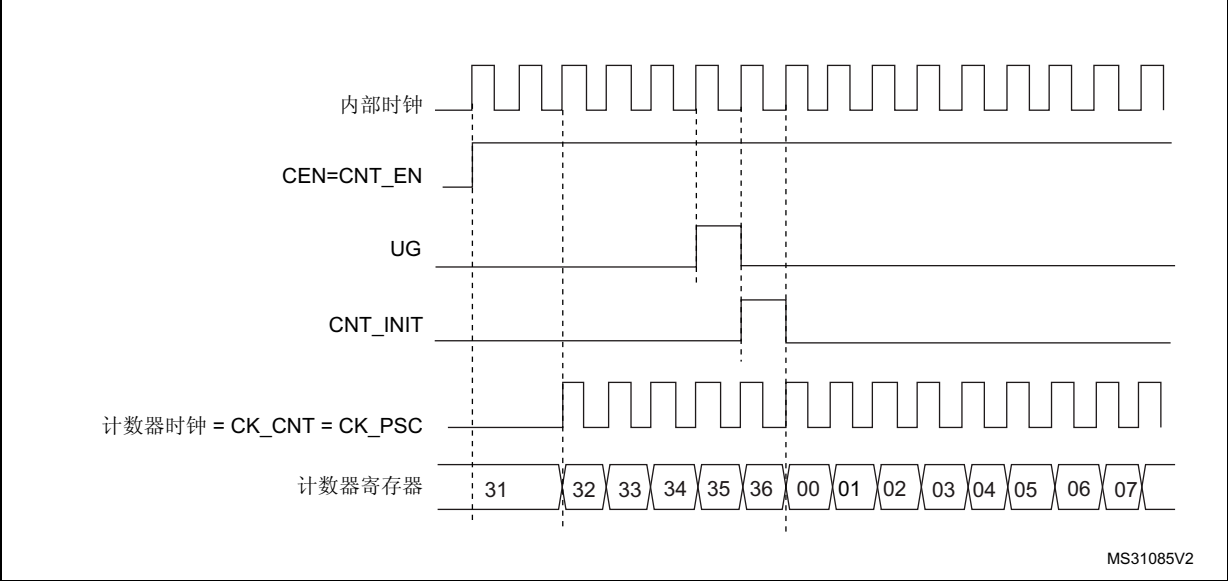 内部时钟
CEN=CNT_EN
UG
CNT_INIT
计数器时钟 = CK_CNT = CK_PSC
计数器寄存器 31 32 33 34 35 36 00 01 02 03 04 05 06 07
MS31085V2